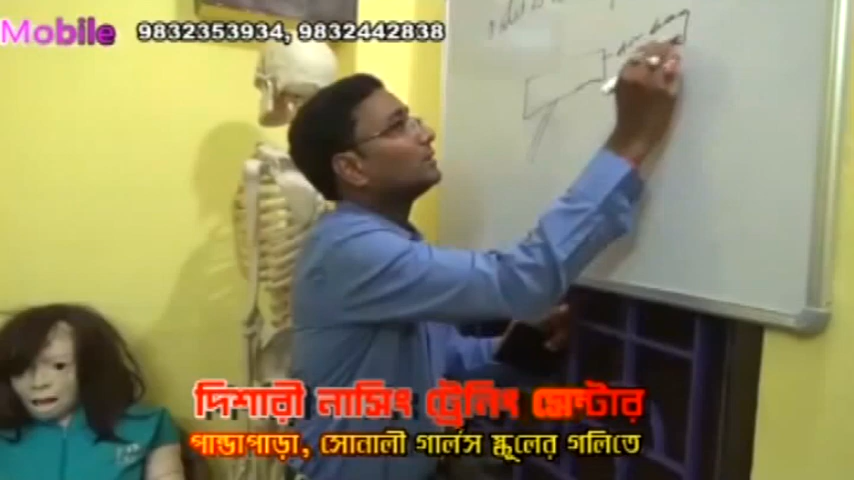 Mobile 9832353934, 9832442838
দিশারী নার্সিং ট্রেনিং সেন্টার
পান্ডাপাড়া, সোনালী গার্লস স্কুলের গলিতে